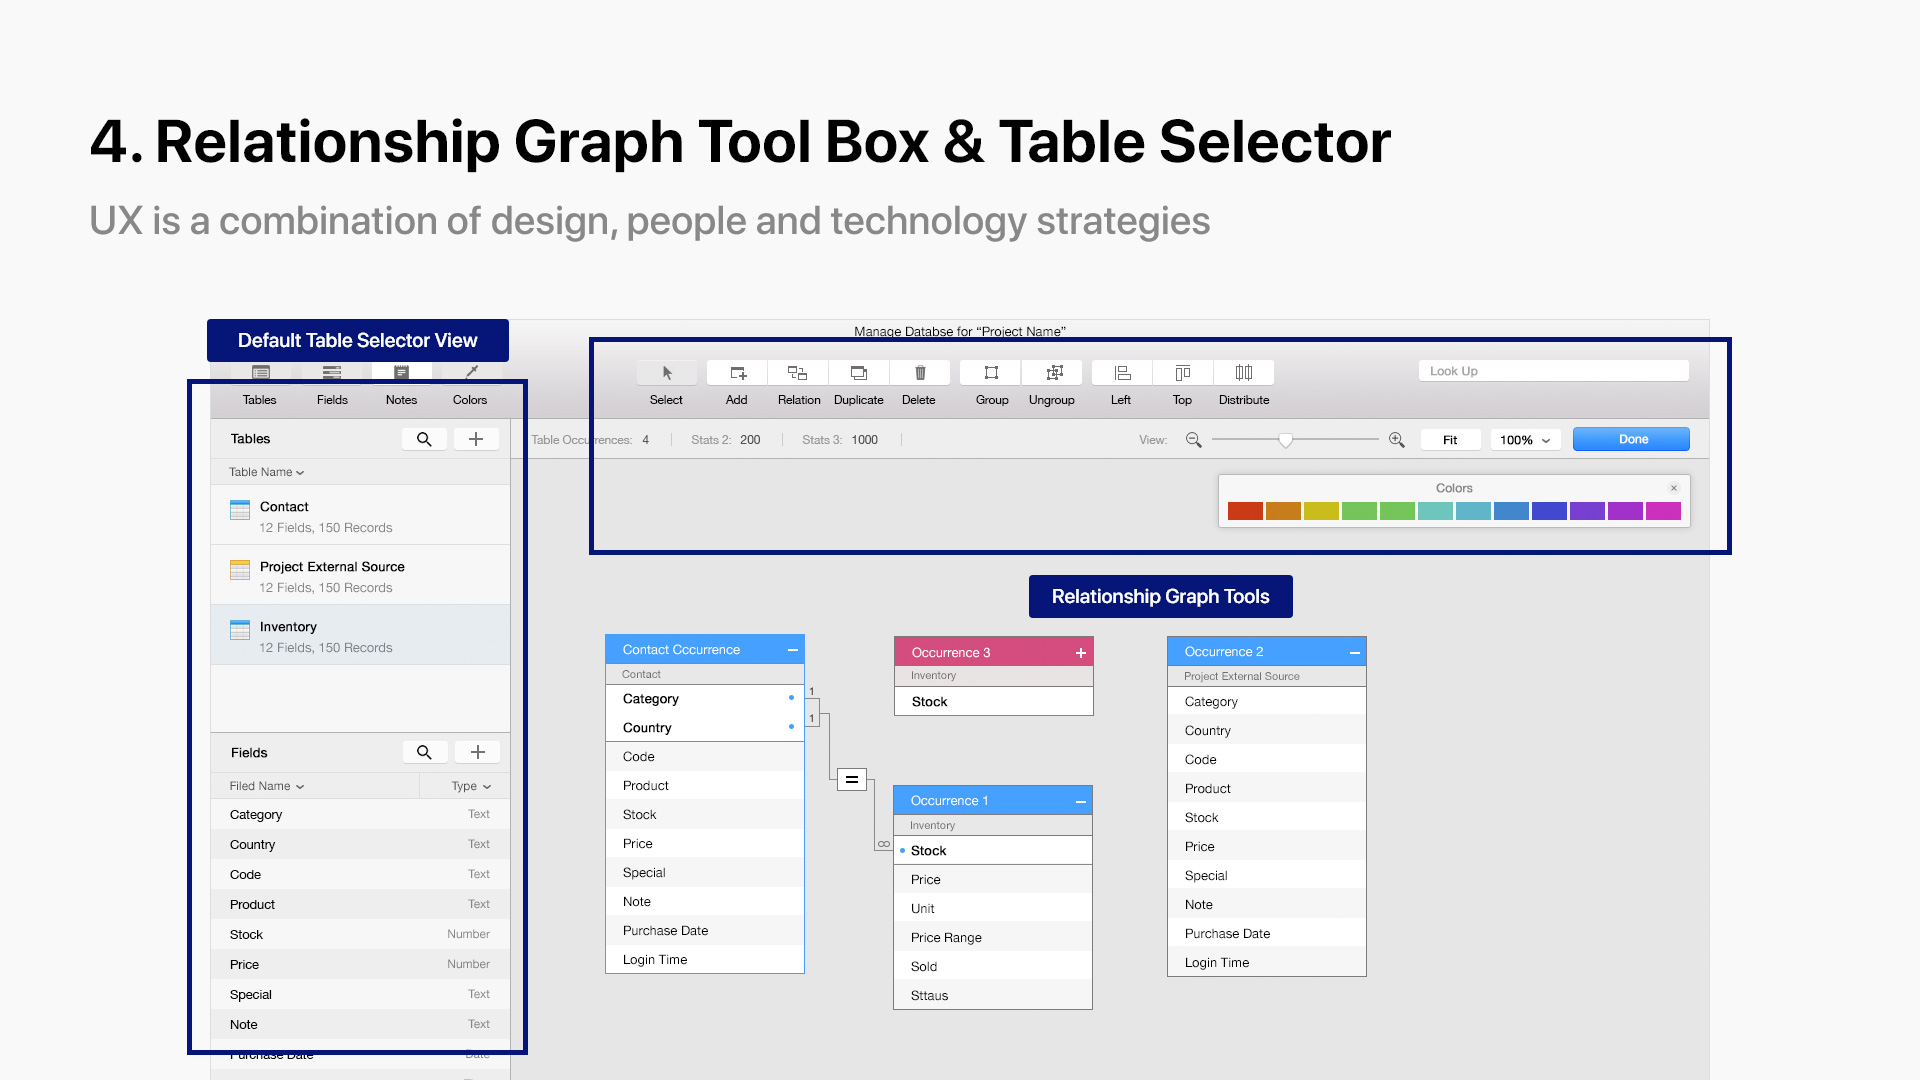 4. Relationship Graph Tool Box & Table Selector
UX is a combination of design, people and technology strategies
Default Table Selector View
Manage Databse for “Project Name”
Tables Fields Notes Colors
Select Add Relation Duplicate Delete Group Ungroup Left Top Distribute
Look Up
Tables
Table Occurrences: 4 Stats 2: 200 Stats 3: 1000
View: Fit 100% Done
Table Name
Colors
Contact
12 Fields, 150 Records
Project External Source
12 Fields, 150 Records
Inventory
12 Fields, 150 Records
Relationship Graph Tools
Contact Cccurrence
Contact
Category 1
Country 1
Code
Product
Stock
Price
Special
Note
Purchase Date
Login Time
=
Occurrence 3
Inventory
Stock
Occurrence 1
Inventory
∞ Stock
Price
Unit
Price Range
Sold
Sttaus
Occurrence 2
Project External Source
Category
Country
Code
Product
Stock
Price
Special
Note
Purchase Date
Login Time
Fields
Filed Name Type
Category Text
Country Text
Code Text
Product Text
Stock Number
Price Number
Special Text
Note Text
Purchase Date Date